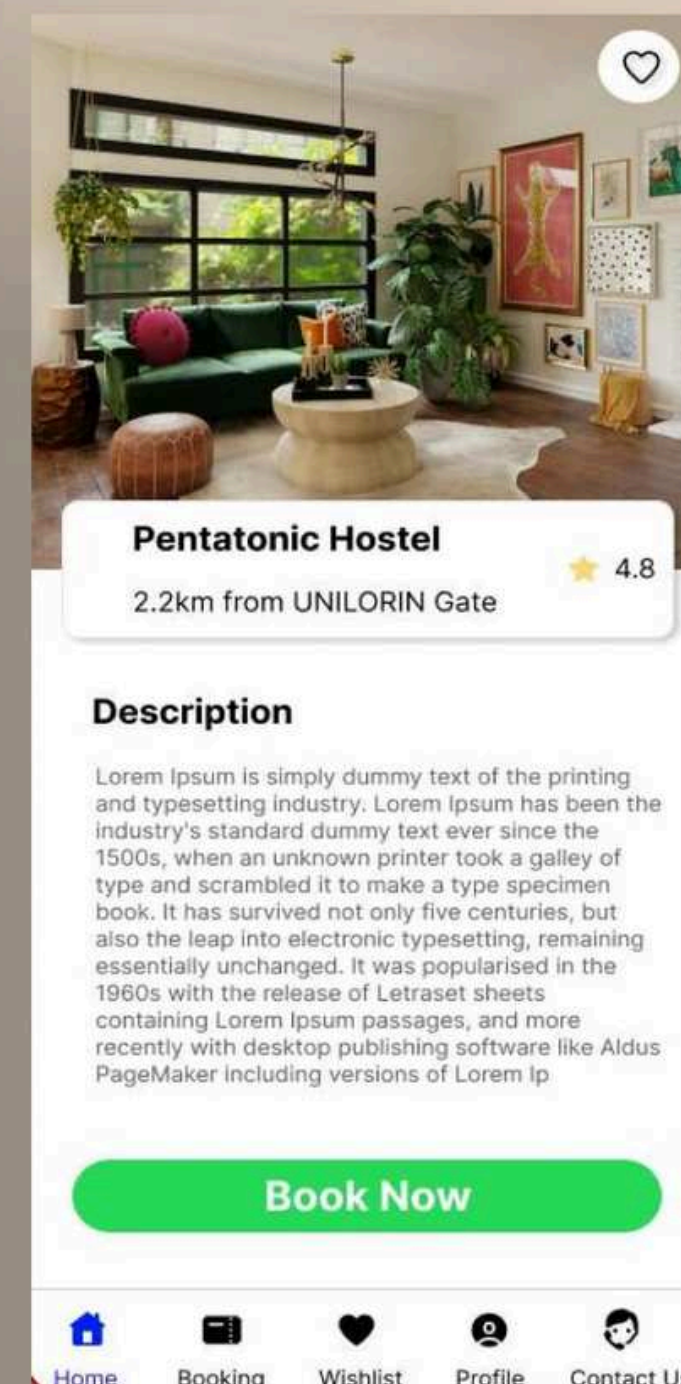 Pentatonic Hostel
4.8
2.2km from UNILORIN Gate
Description
Lorem Ipsum is simply dummy text of the printing
and typesetting industry. Lorem Ipsum has been the
industry's standard dummy text ever since the
1500s, when an unknown printer took a galley of
type and scrambled it to make a type specimen
book. It has survived not only five centuries, but
also the leap into electronic typesetting, remaining
essentially unchanged. It was popularised in the
1960s with the release of Letraset sheets
containing Lorem Ipsum passages, and more
recently with desktop publishing software like Aldus
PageMaker including versions of Lorem Ip
Book Now
Home Booking Wishlist Profile Contact Us